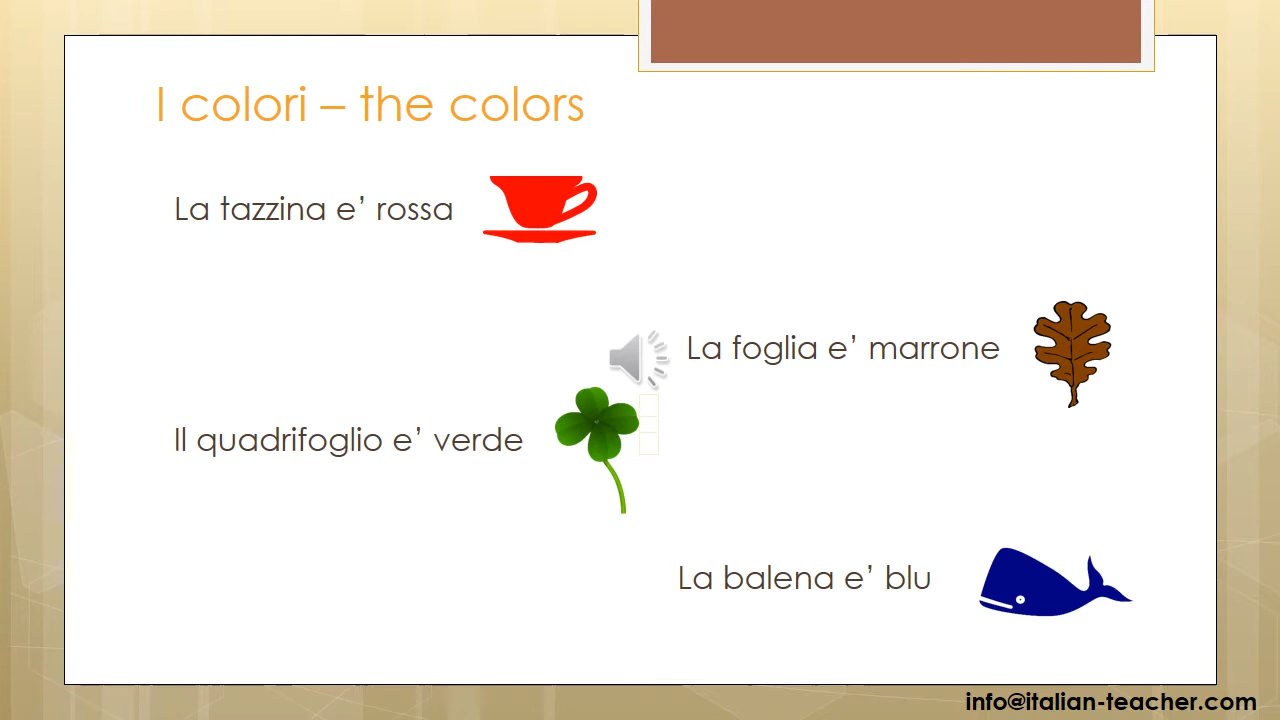 I colori – the colors
La tazzina e’ rossa
La foglia e’ marrone
Il quadrifoglio e’ verde
La balena e’ blu
info@italian-teacher.com